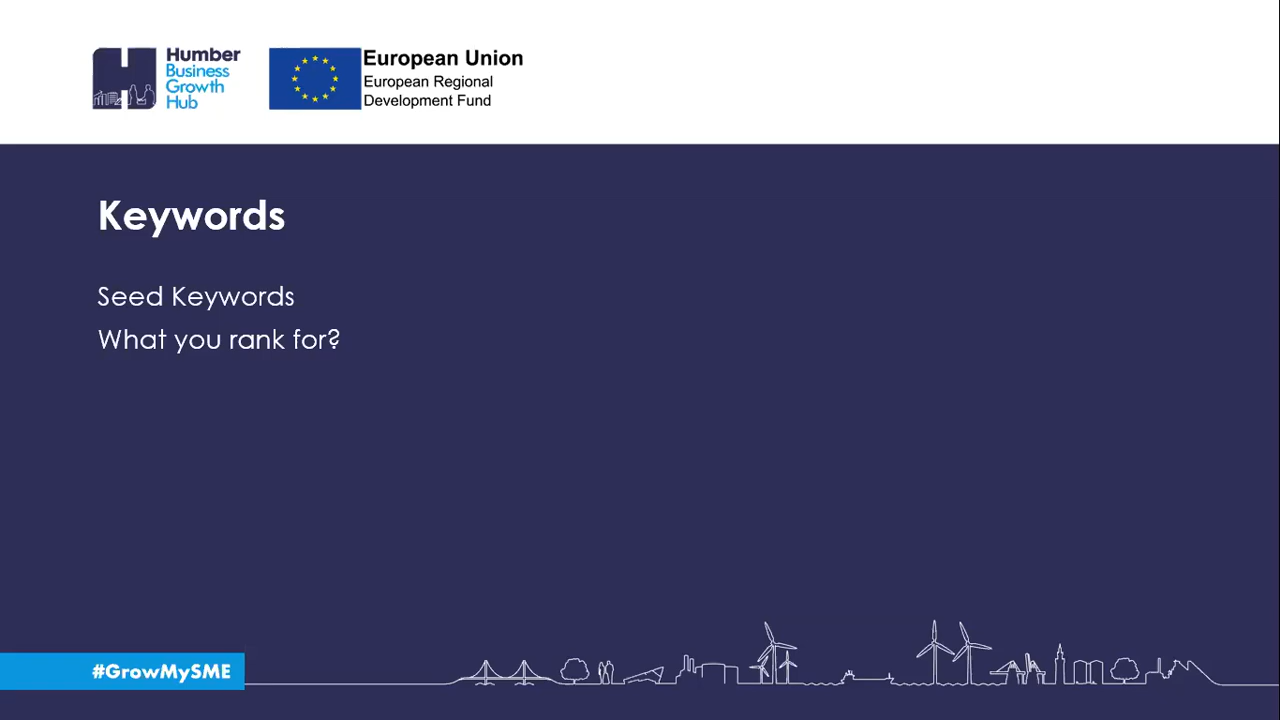 Humber
Business
Growth
Hub
European Union
European Regional
Development Fund
Keywords
Seed Keywords
What you rank for?
#GrowMySME